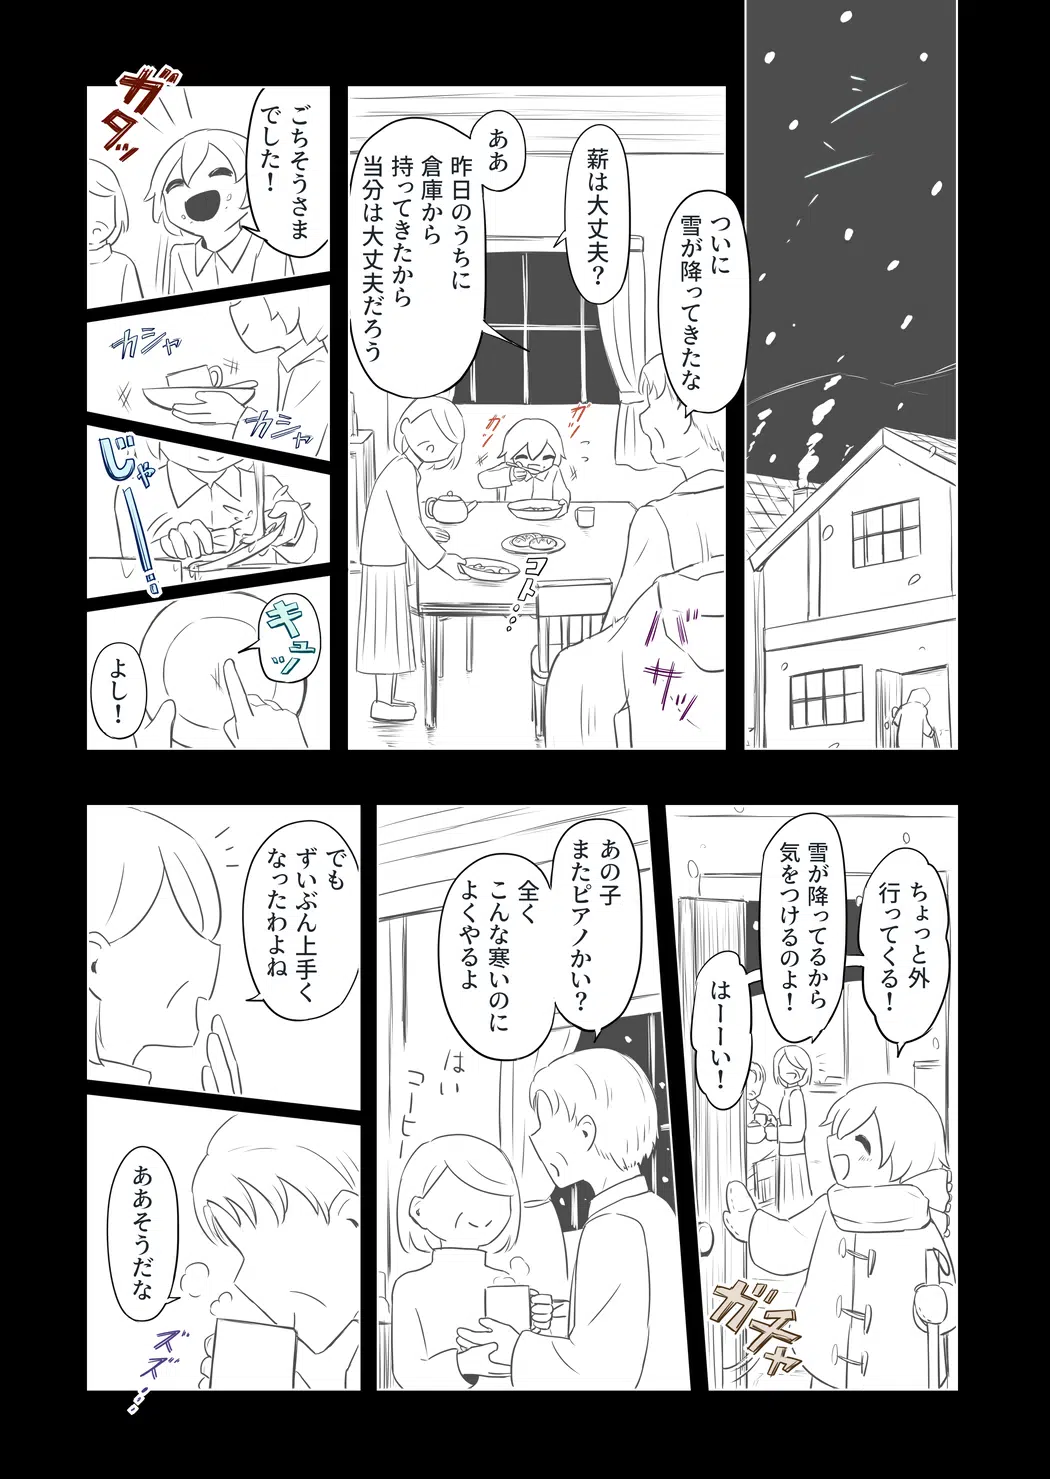 ついに
雪が降ってきたな
薪は大丈夫？
ああ
昨日のうちに
倉庫から
持ってきたから
当分は大丈夫だろう
ガッ
ガッ
コト…
バサッ
ごちそうさま
でした！
ガタッ
カシャ
カシャ
じゃーー…
キュッ
よし！
ちょっと外
行ってくる！
雪が降ってるから
気をつけるのよ！
はーーい！
ガチャ
あの子
またピアノかい？
全く
こんな寒いのに
よくやるよ
はい
コーヒー
でも
ずいぶん上手く
なったわよね
ああそうだな
ズズ…